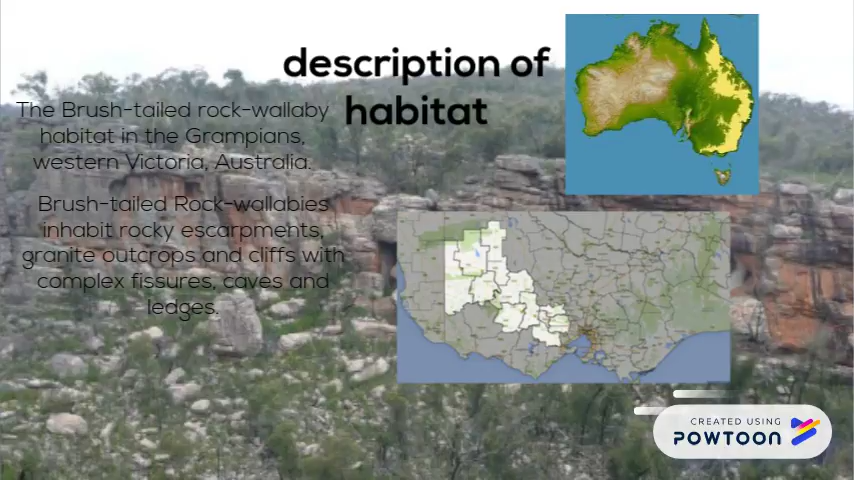 description of
habitat
The Brush-tailed rock-wallaby
habitat in the Grampians,
western Victoria, Australia.
Brush-tailed Rock-wallabies
inhabit rocky escarpments,
granite outcrops and cliffs with
complex fissures, caves and
ledges.
CREATED USING
POWTOON